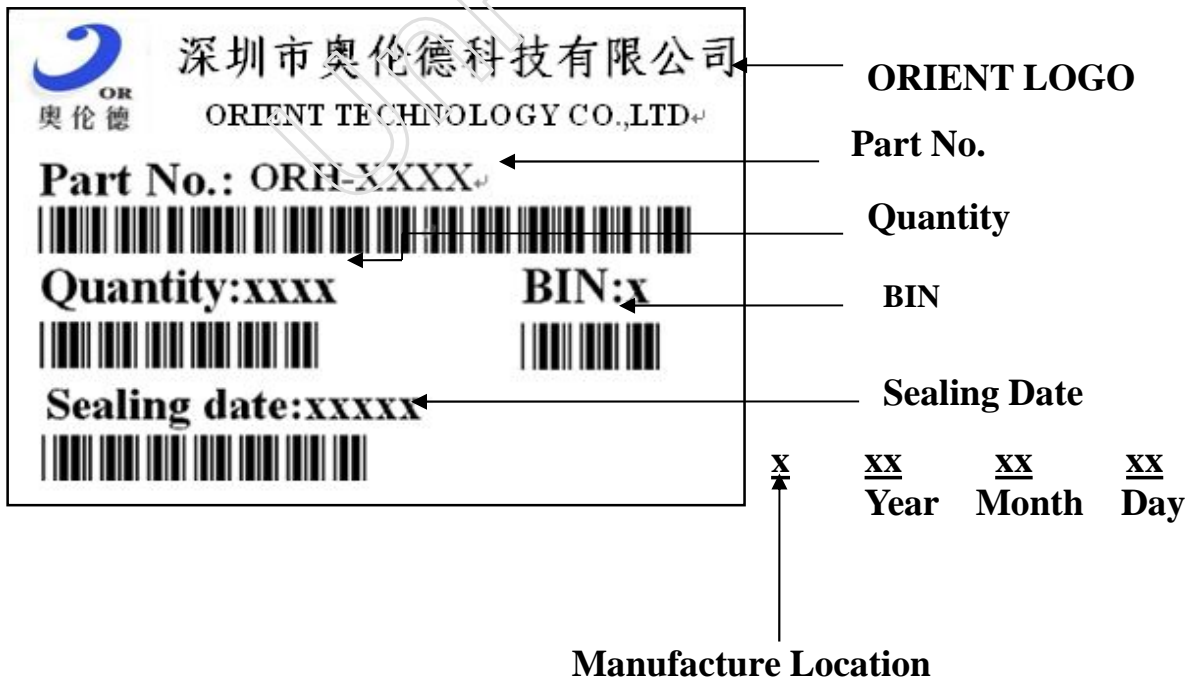 深圳市奥伦德科技有限公司
OR
奥伦德
ORIENT TECHNOLOGY CO.,LTD
ORIENT LOGO
Part No.: ORH-XXXX
Part No.
Quantity
Quantity:xxxx
BIN:x
BIN
Sealing date:xxxxx
Sealing Date
x xx xx xx
Year Month Day
Manufacture Location